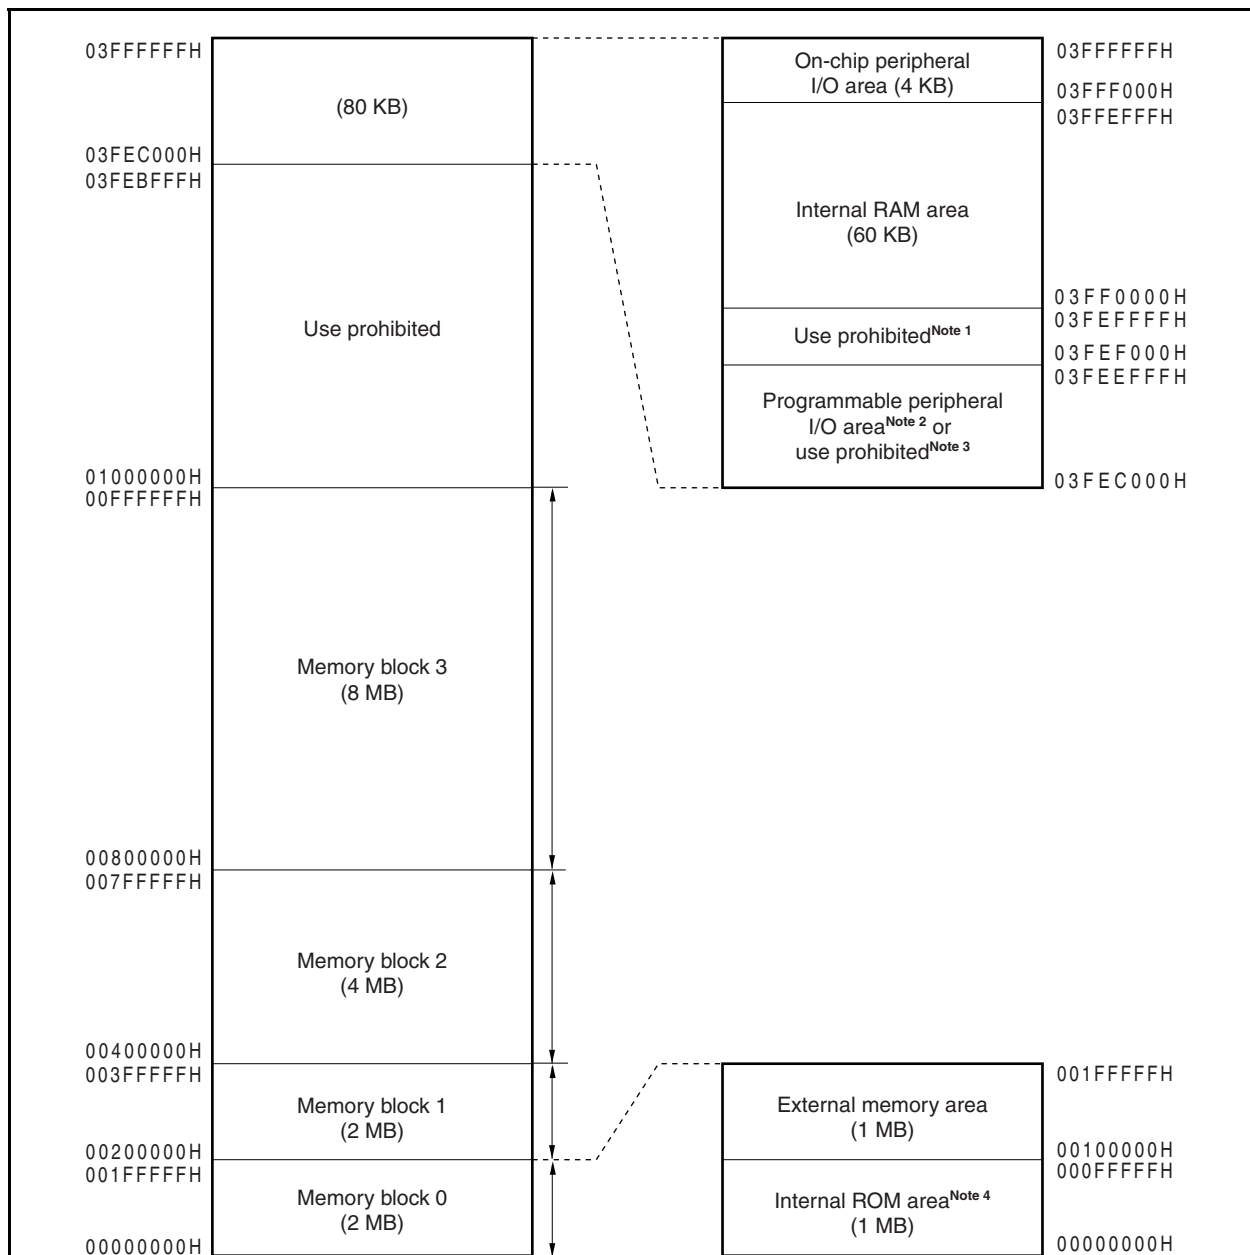 03FFFFFFH
(80 KB)
03FEC000H
03FEBFFFH
Use prohibited
01000000H
00FFFFFFH
Memory block 3
(8 MB)
00800000H
007FFFFFH
Memory block 2
(4 MB)
00400000H
003FFFFFH
Memory block 1
(2 MB)
00200000H
001FFFFFH
Memory block 0
(2 MB)
00000000H
On-chip peripheral
I/O area (4 KB)
03FFFFFFH
03FFF000H
03FFEFFFH
Internal RAM area
(60 KB)
03FF0000H
03FEFFFFH
Use prohibitedNote 1
03FEF000H
03FEEFFFH
Programmable peripheral
I/O areaNote 2 or
use prohibitedNote 3
03FEC000H
001FFFFFH
External memory area
(1 MB)
00100000H
000FFFFFH
Internal ROM areaNote 4
(1 MB)
00000000H